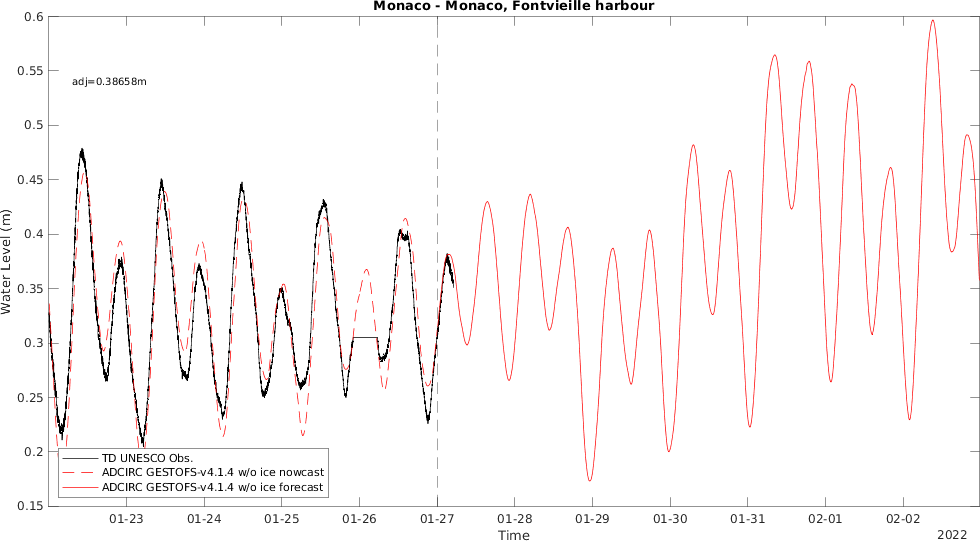 Monaco - Monaco, Fontvieille harbour
0.6
adj=0.38658m
0.55
0.5
0.45
0.4
0.35
0.3
0.25
0.2
0.15
Water Level (m)
TD UNESCO Obs.
ADCIRC GESTOFS-v4.1.4 w/o ice nowcast
ADCIRC GESTOFS-v4.1.4 w/o ice forecast
01-23 01-24 01-25 01-26 01-27 01-28 01-29 01-30 01-31 02-01 02-02
Time
2022